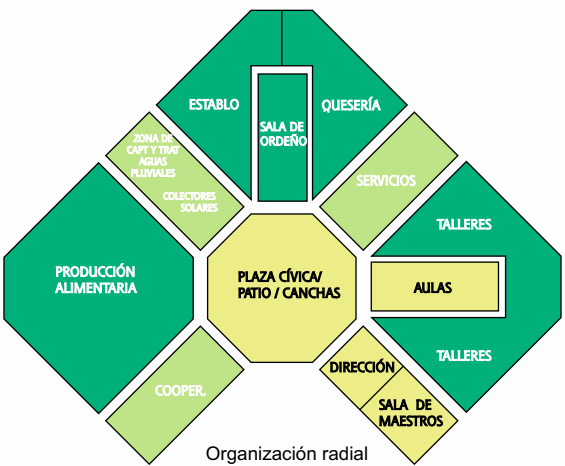 ESTABLO
QUESERÍA
SALA DE
ORDEÑO
ZONA DE
CAPT Y TRAT
AGUAS
PLUVIALES
COLECTORES
SOLARES
SERVICIOS
TALLERES
PRODUCCIÓN
ALIMENTARIA
PLAZA CÍVICA/
PATIO / CANCHAS
AULAS
TALLERES
COOPER.
DIRECCIÓN
SALA DE
MAESTROS
Organización radial